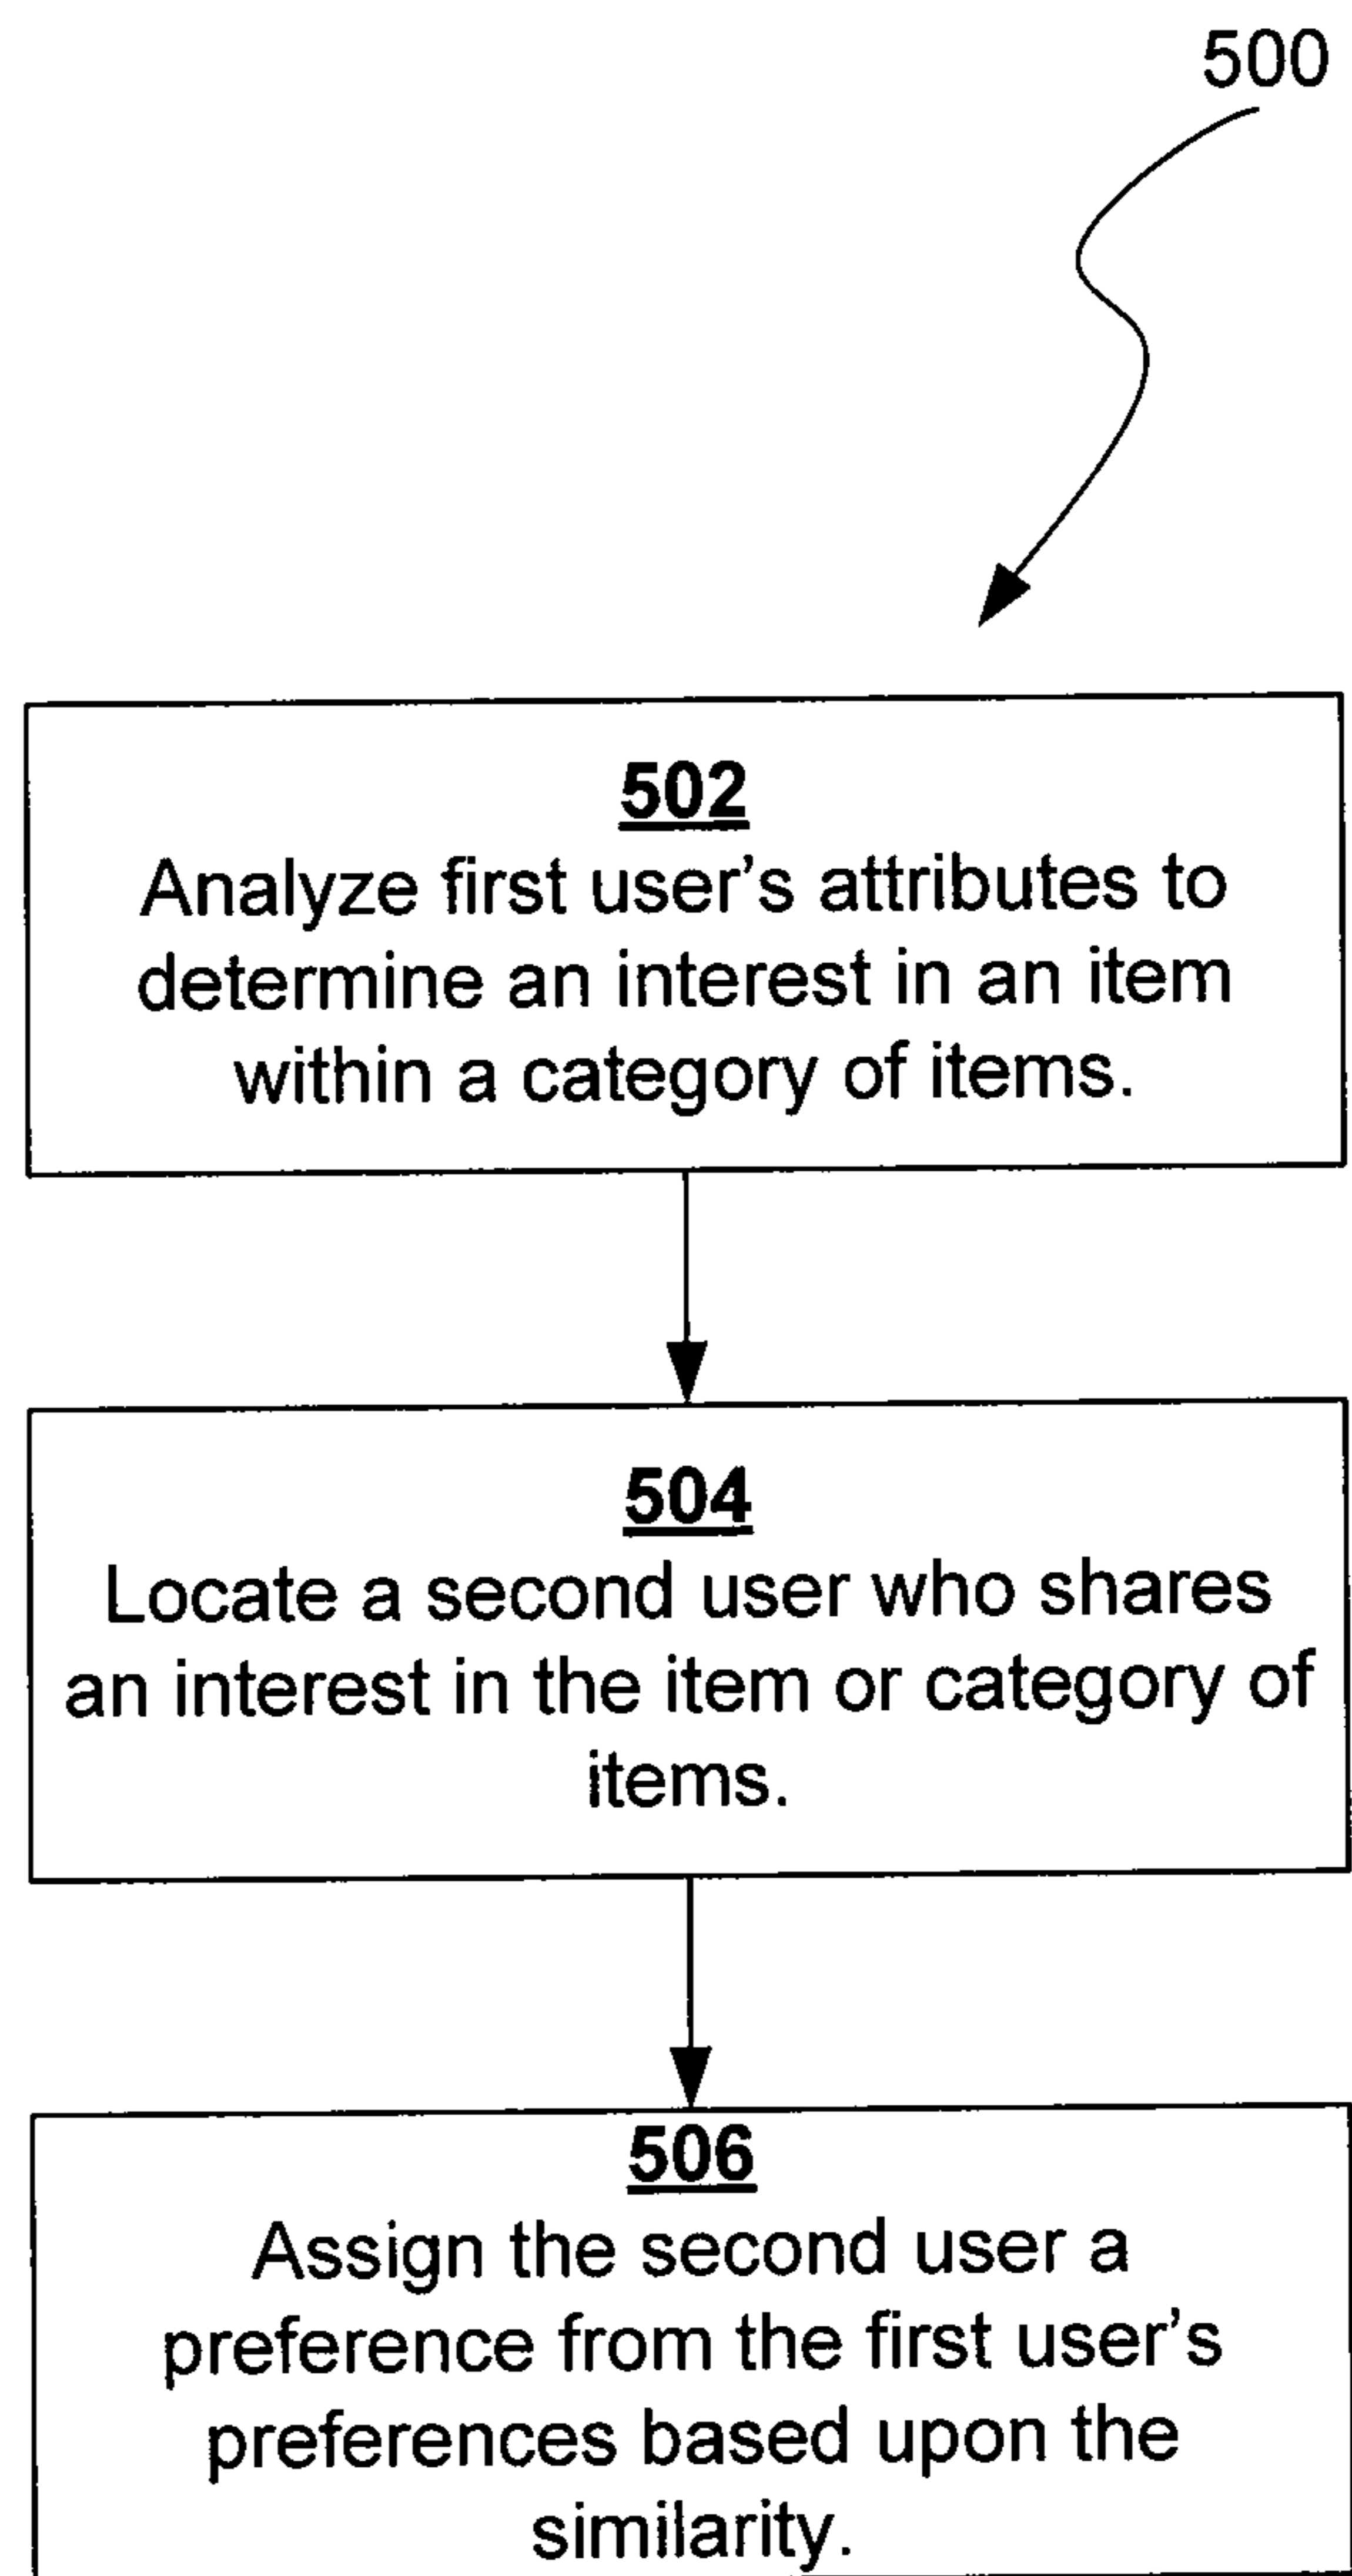 500
502
Analyze first user’s attributes to
determine an interest in an item
within a category of items.
504
Locate a second user who shares
an interest in the item or category of
items.
506
Assign the second user a
preference from the first user’s
preferences based upon the
similarity.